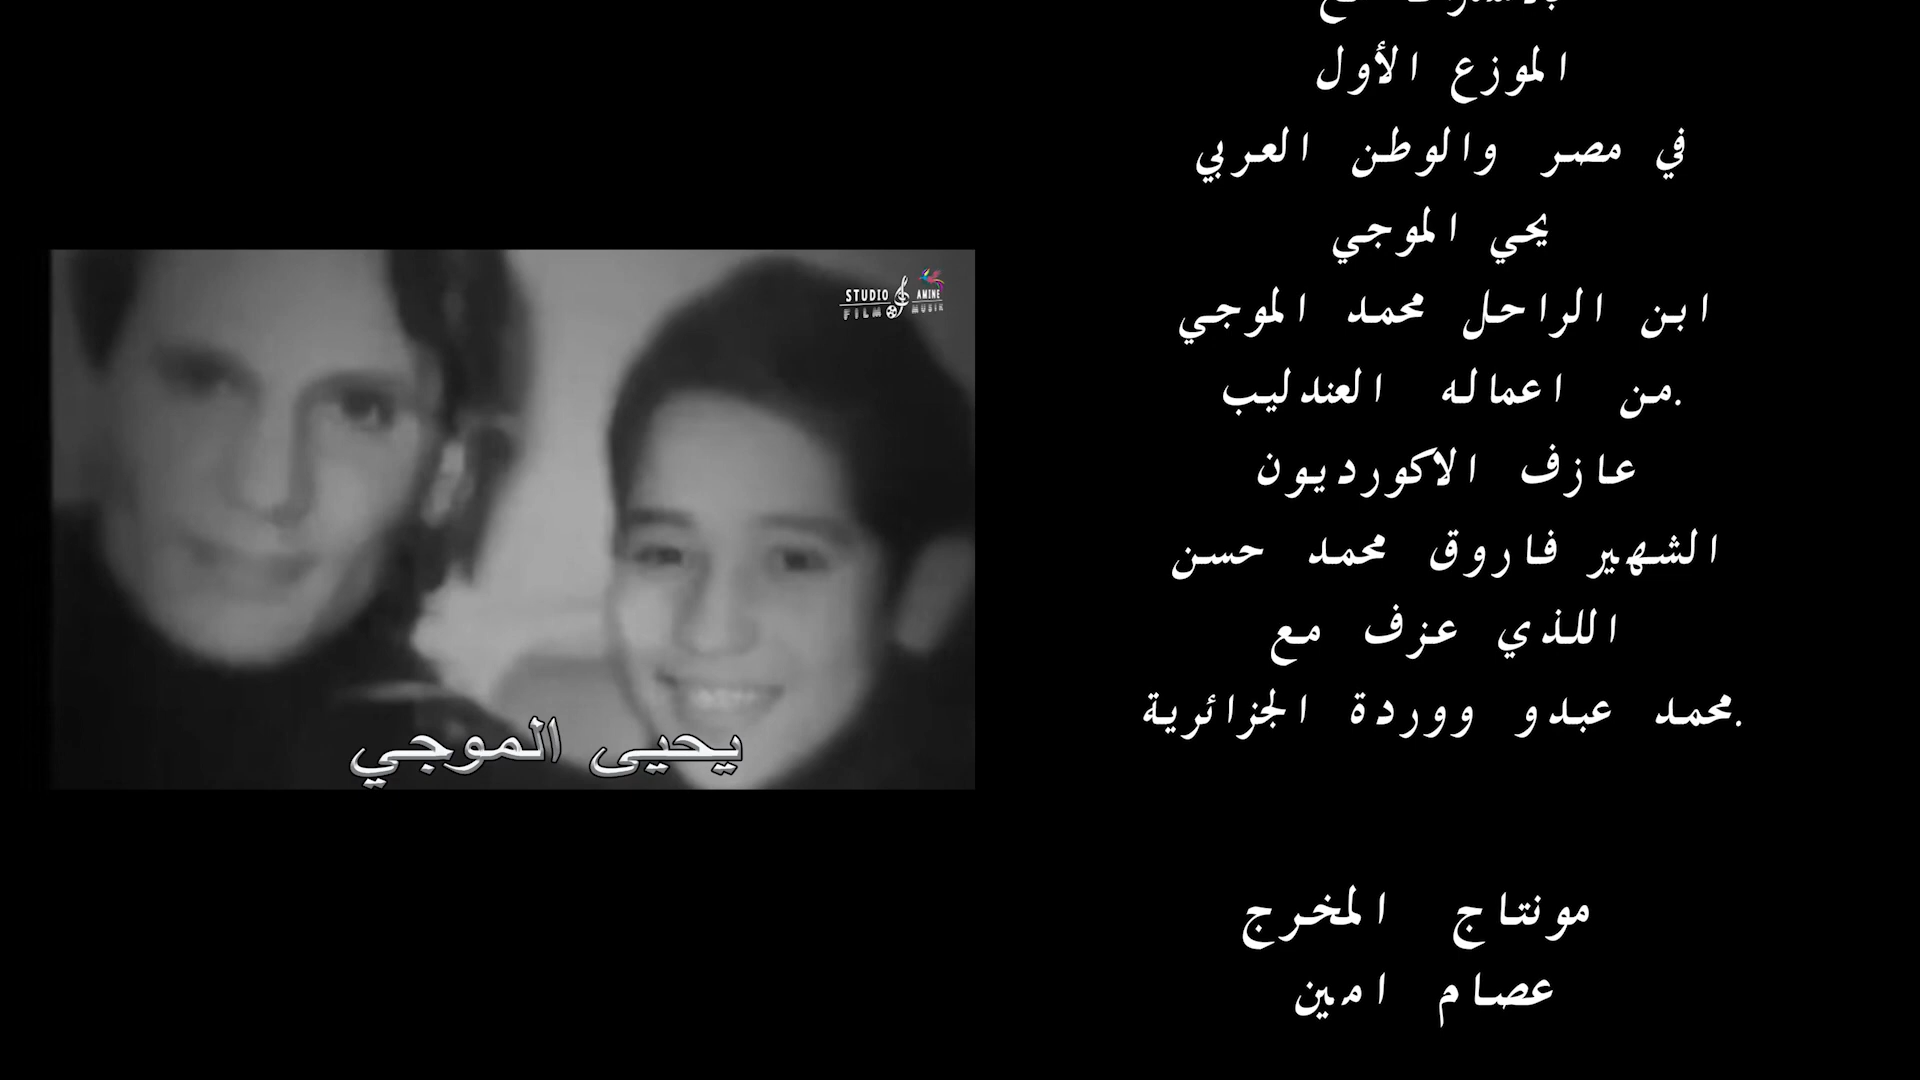 الموزع الأول
في مصر والوطن العربي
يحي الموجي
ابن الراحل محمد الموجي
من اعماله العندليب.
عازف الاكورديون
الشهير فاروق محمد حسن
اللذي عزف مع
محمد عبدو ووردة الجزائرية.
مونتاج المخرج
عصام امين
STUDIO AMINE
FILM MUSIK
يحيى الموجي